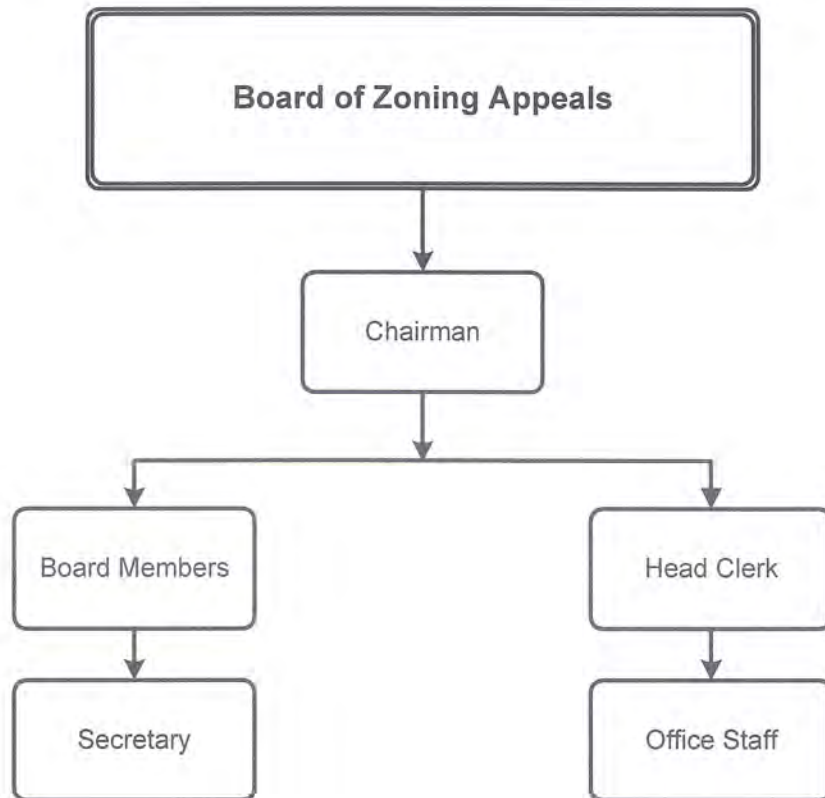 Board of Zoning Appeals
Chairman
Board Members
Head Clerk
Secretary
Office Staff